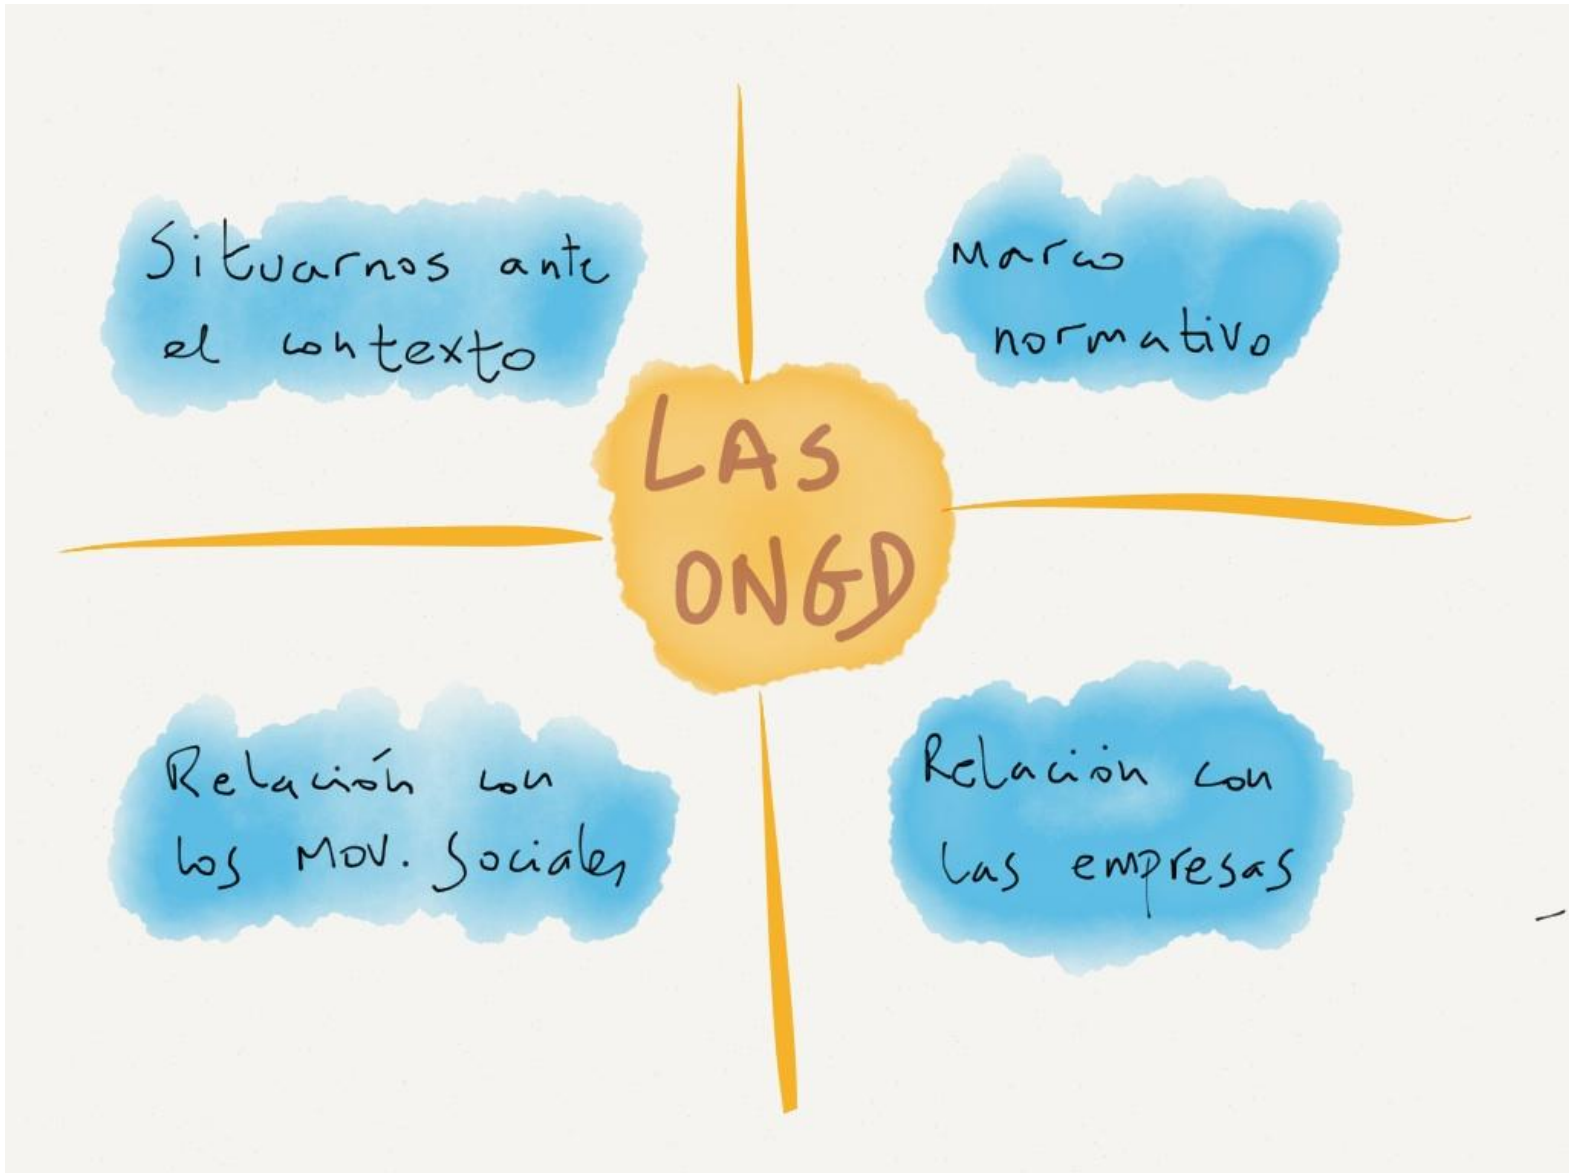 Situarnos ante
el contexto
Marco
normativo
LAS
ONGD
Relación con
los MOV. Sociales
Relación con
las empresas